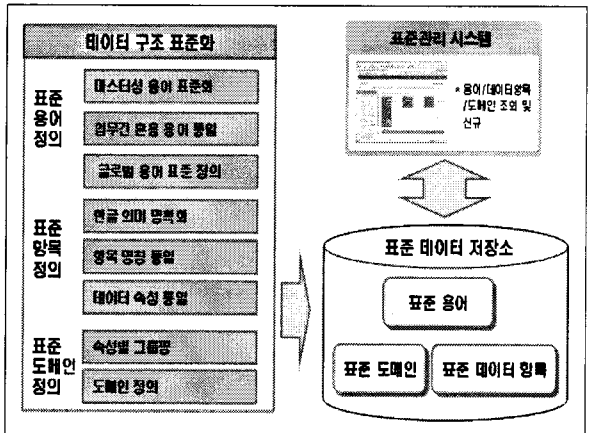 데이터 구조 표준화
표준
용어
정의
마스터성 용어 표준화
업무간 혼용 용어 통일
글로벌 용어 표준 정의
표준
항목
정의
한글 의미 명확화
항목 명칭 통일
데이터 속성 통일
표준
도메인
정의
속성별 그룹핑
도메인 정의
표준관리 시스템
* 용어/데이터항목
/도메인 조회 및
신규
표준 데이터 저장소
표준 용어
표준 도메인
표준 데이터 항목